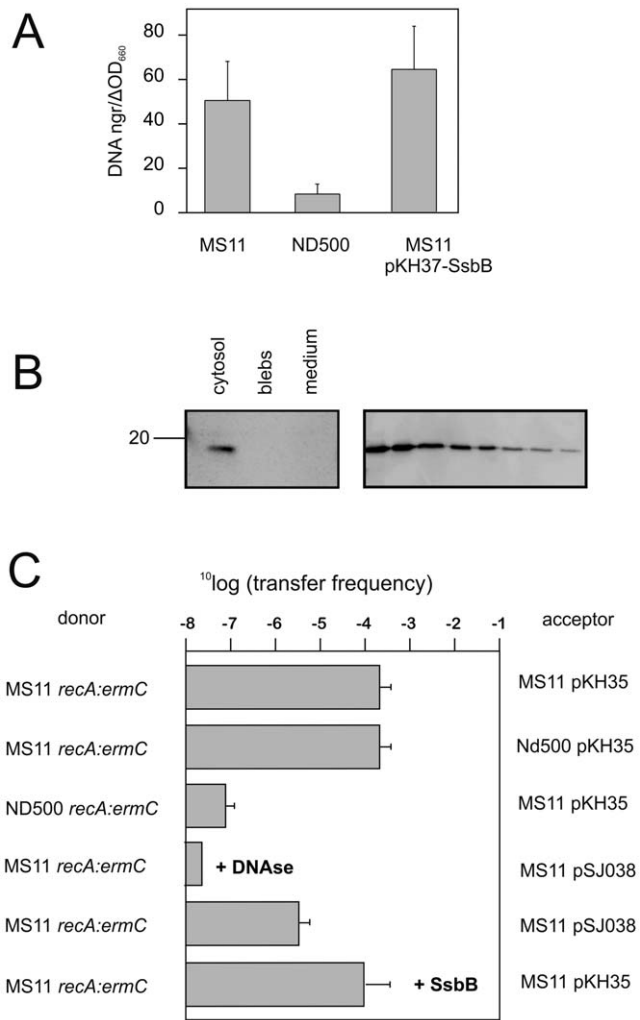 A
DNA ngr/ΔOD660
80
60
40
20
0
MS11 ND500 MS11
pKH37-SsbB
B
cytosol
blebs
medium
20
C
10log (transfer frequency)
donor
acceptor
-8 -7 -6 -5 -4 -3 -2 -1
MS11 recA:ermC MS11 pKH35
MS11 recA:ermC Nd500 pKH35
ND500 recA:ermC MS11 pKH35
MS11 recA:ermC + DNAse MS11 pSJ038
MS11 recA:ermC MS11 pSJ038
MS11 recA:ermC + SsbB MS11 pKH35